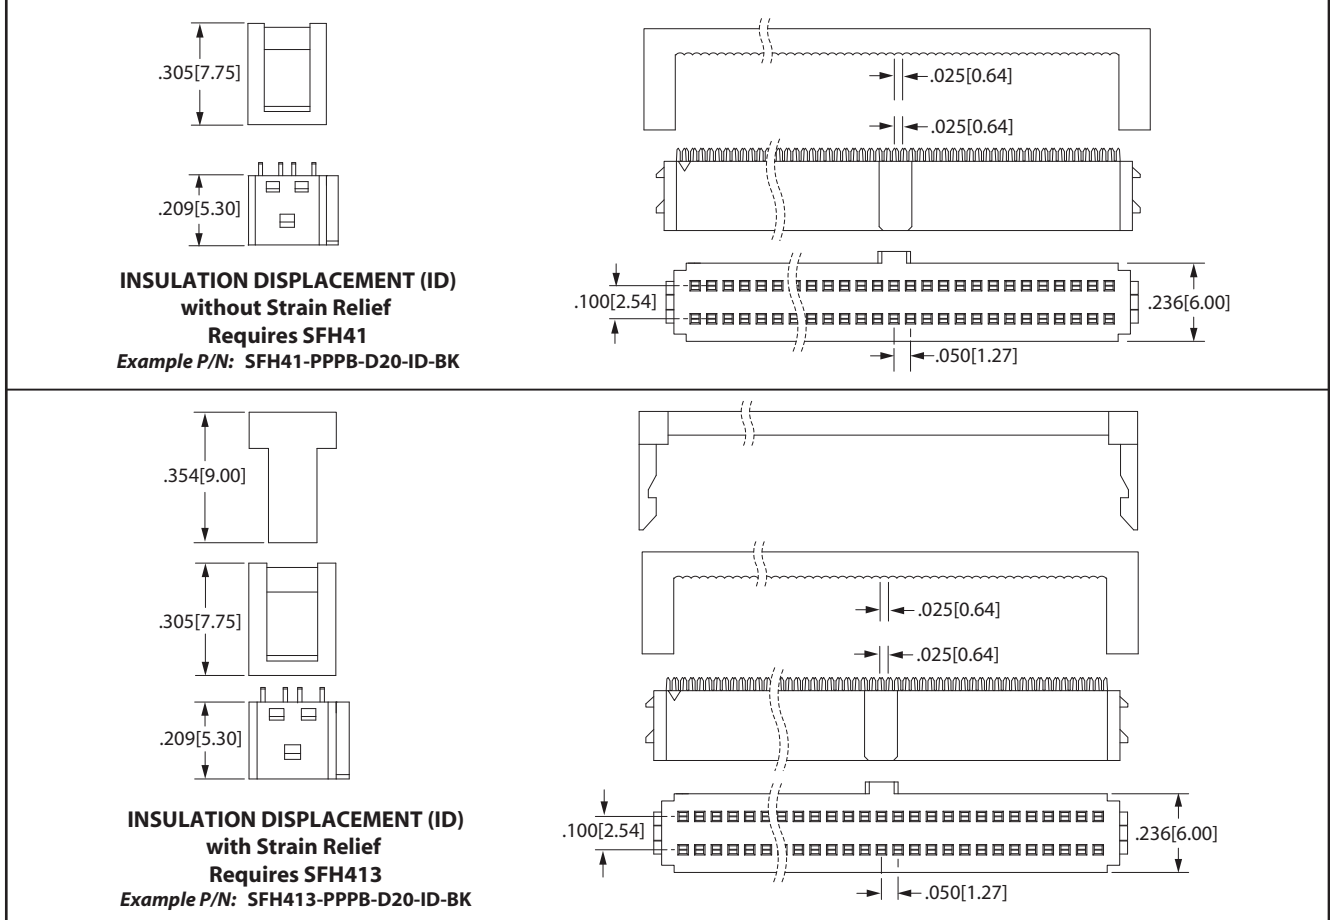 .305[7.75]
.025[0.64]
.025[0.64]
.209[5.30]
INSULATION DISPLACEMENT (ID)
without Strain Relief
Requires SFH41
Example P/N: SFH41-PPPB-D20-ID-BK
.100[2.54]
.236[6.00]
.050[1.27]
.354[9.00]
.305[7.75]
.025[0.64]
.025[0.64]
.209[5.30]
INSULATION DISPLACEMENT (ID)
with Strain Relief
Requires SFH413
Example P/N: SFH413-PPPB-D20-ID-BK
.100[2.54]
.236[6.00]
.050[1.27]